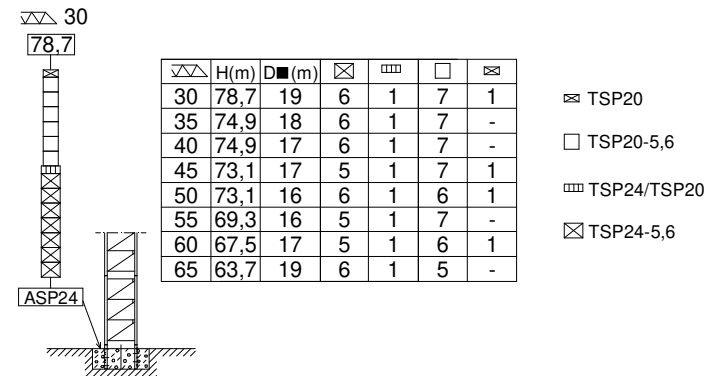 30
78,7
H(m) D■(m)
30 78,7 19 6 1 7 1
35 74,9 18 6 1 7 -
40 74,9 17 6 1 7 -
45 73,1 17 5 1 7 1
50 73,1 16 6 1 6 1
55 69,3 16 5 1 7 -
60 67,5 17 5 1 6 1
65 63,7 19 6 1 5 -
TSP20
TSP20-5,6
TSP24/TSP20
TSP24-5,6
ASP24